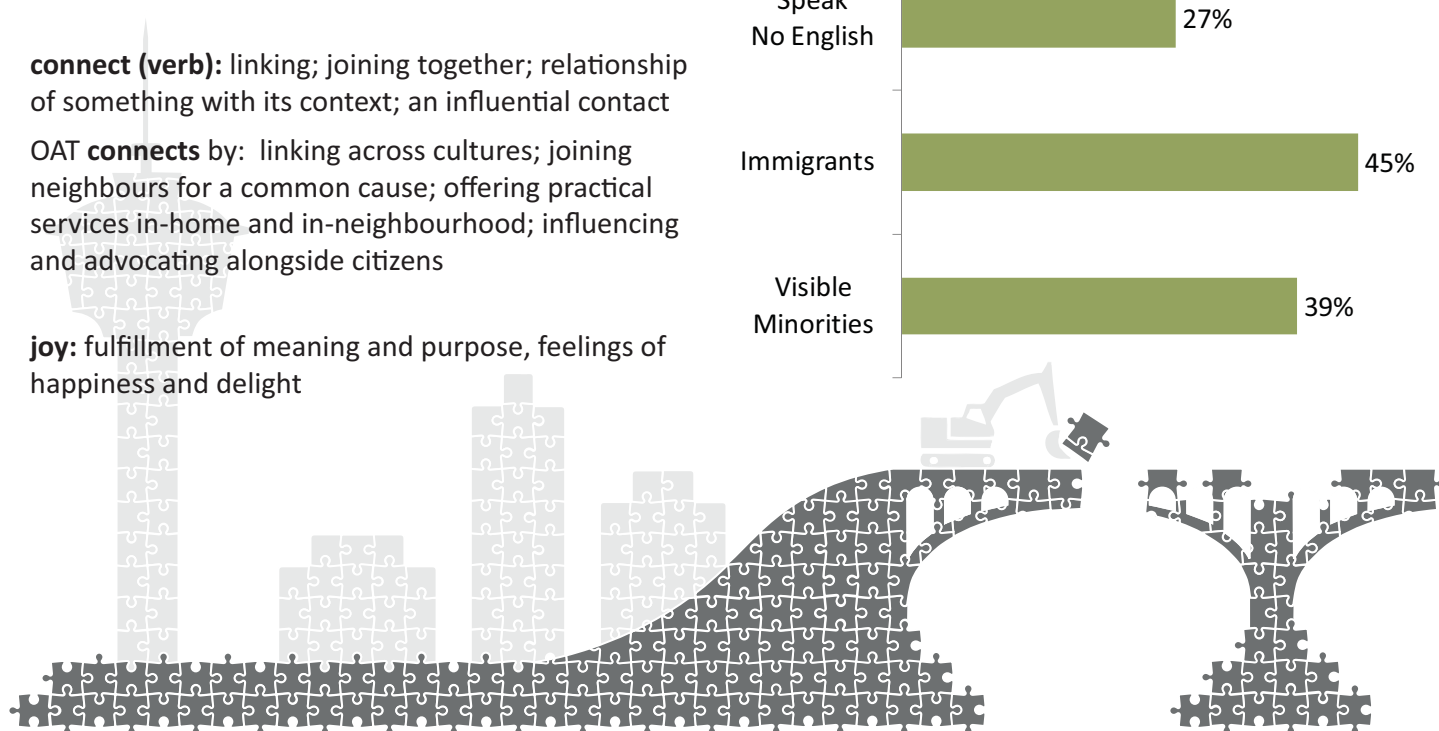 connect (verb): linking; joining together; relationship
of something with its context; an influential contact
OAT connects by: linking across cultures; joining
neighbours for a common cause; offering practical
services in-home and in-neighbourhood; influencing
and advocating alongside citizens
joy: fulfillment of meaning and purpose, feelings of
happiness and delight
Speak
No English
27%
Immigrants
45%
Visible
Minorities
39%